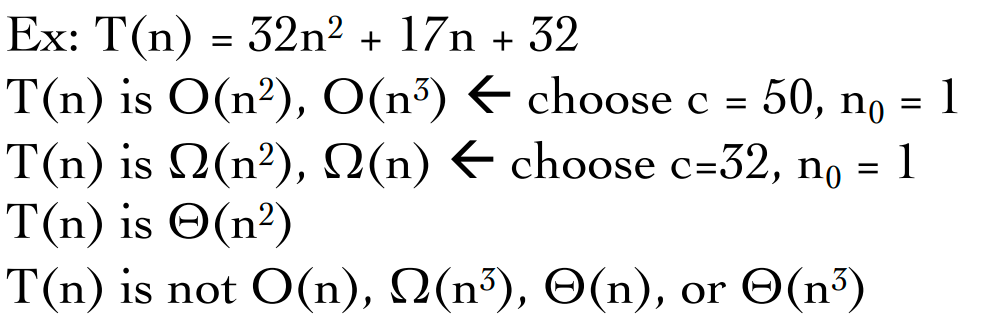 Ex: T(n) = 32n² + 17n + 32
T(n) is O(n²), O(n³) ← choose c = 50, n₀ = 1
T(n) is Ω(n²), Ω(n) ← choose c=32, n₀ = 1
T(n) is Θ(n²)
T(n) is not O(n), Ω(n³), Θ(n), or Θ(n³)